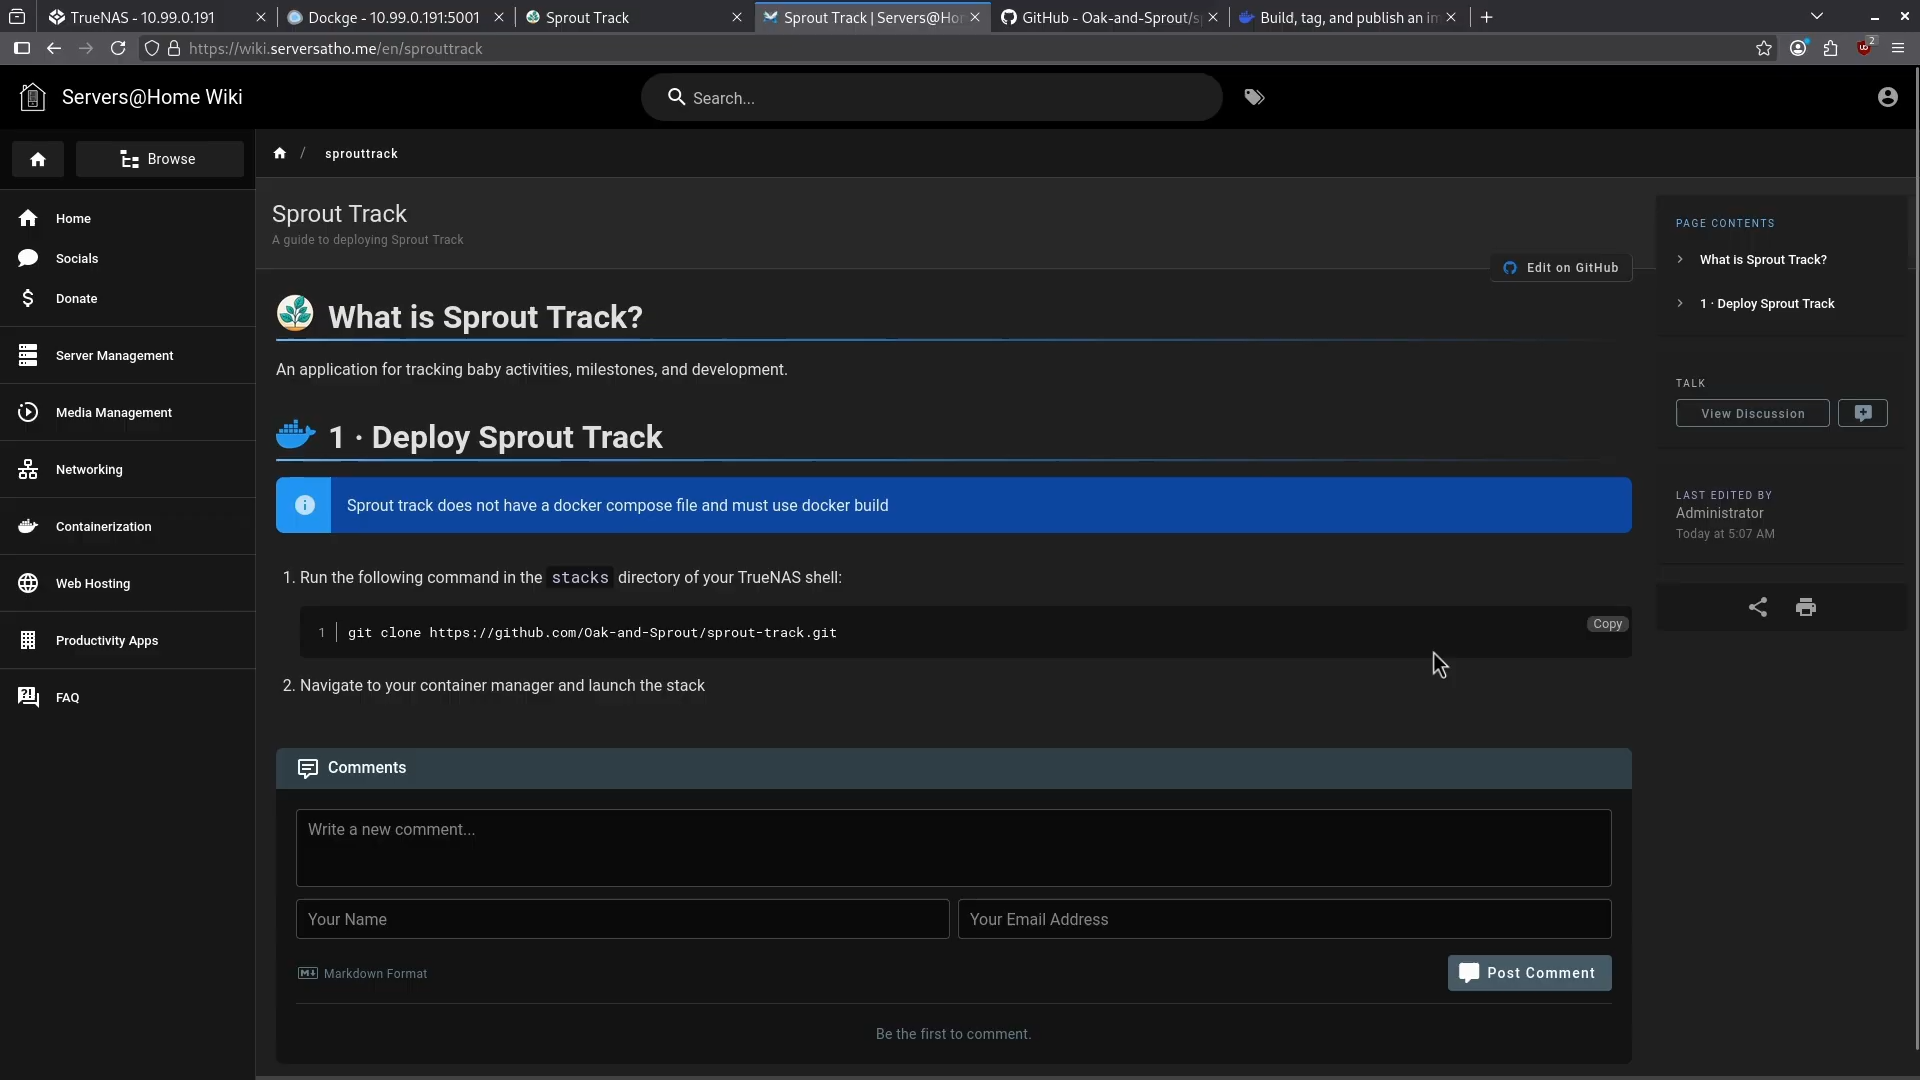 TrueNAS - 10.99.0.191
Dockge - 10.99.0.191:5001
Sprout Track
Sprout Track | Servers@Ho
GitHub - Oak-and-Sprout/s
Build, tag, and publish an im
https://wiki.serversatho.me/en/sprouttrack
2
Servers@Home Wiki
Search...
Browse
sprouttrack
Home
Socials
Donate
Server Management
Media Management
Networking
Containerization
Web Hosting
Productivity Apps
FAQ
Sprout Track
A guide to deploying Sprout Track
Edit on GitHub
What is Sprout Track?
An application for tracking baby activities, milestones, and development.
1 · Deploy Sprout Track
Sprout track does not have a docker compose file and must use docker build
1. Run the following command in the stacks directory of your TrueNAS shell:
1 git clone https://github.com/Oak-and-Sprout/sprout-track.git
Copy
2. Navigate to your container manager and launch the stack
Comments
Write a new comment...
Your Name
Your Email Address
Markdown Format
Post Comment
Be the first to comment.
PAGE CONTENTS
What is Sprout Track?
1 · Deploy Sprout Track
TALK
View Discussion
LAST EDITED BY
Administrator
Today at 5:07 AM